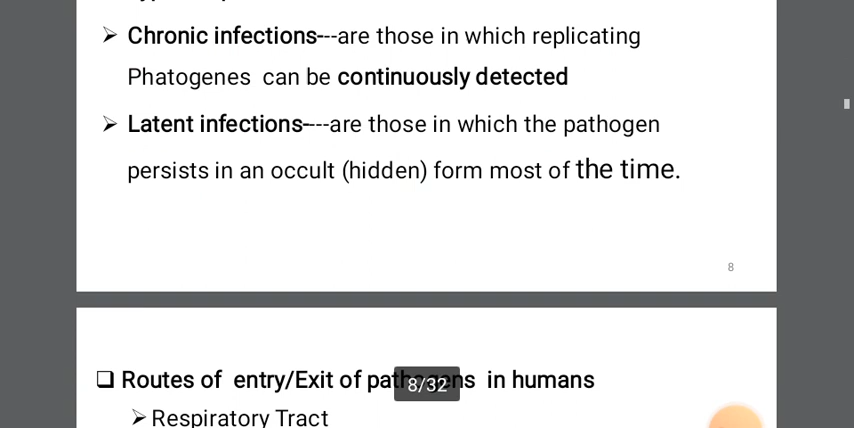 ➢ Chronic infections---are those in which replicating
Phatogenes can be continuously detected
➢ Latent infections----are those in which the pathogen
persists in an occult (hidden) form most of the time.
8
❑ Routes of entry/Exit of pathogens in humans
8/32
➢ Respiratory Tract